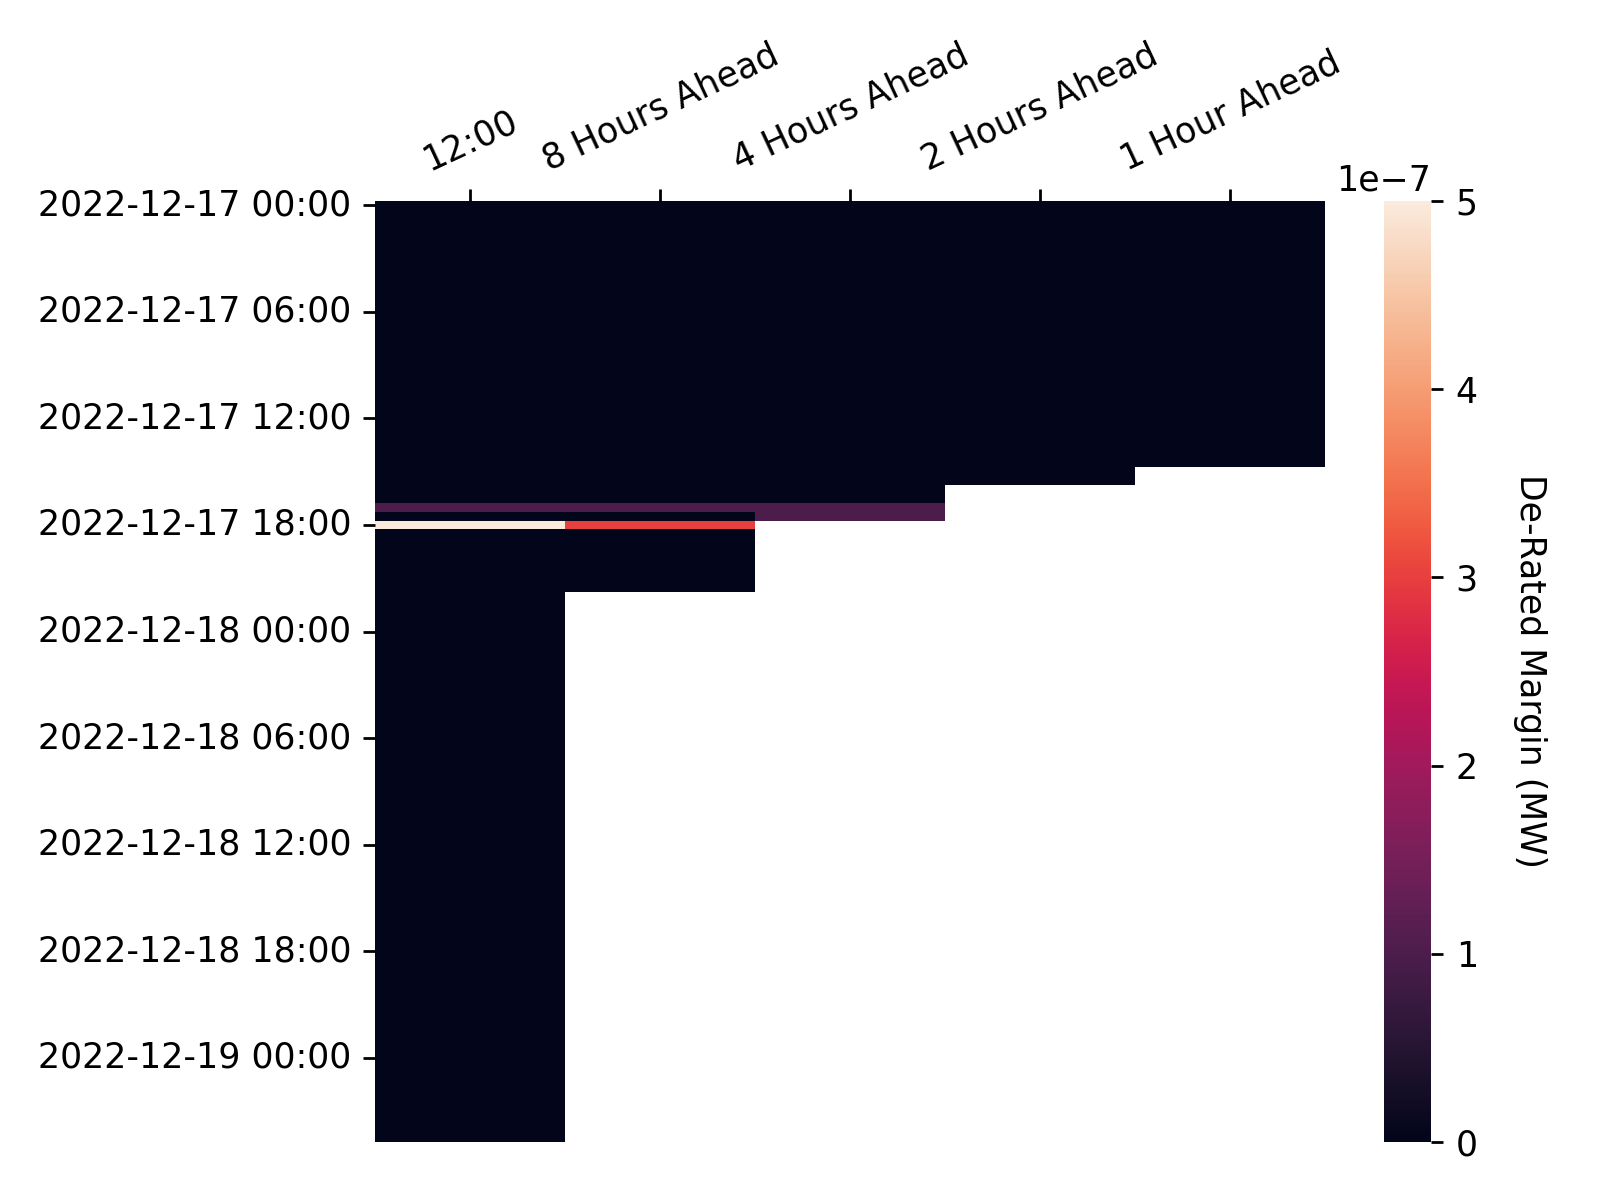 12:00
8 Hours Ahead
4 Hours Ahead
2 Hours Ahead
1 Hour Ahead
2022-12-17 00:00
2022-12-17 06:00
2022-12-17 12:00
2022-12-17 18:00
2022-12-18 00:00
2022-12-18 06:00
2022-12-18 12:00
2022-12-18 18:00
2022-12-19 00:00
1e−7
5
4
3
2
1
0
De-Rated Margin (MW)